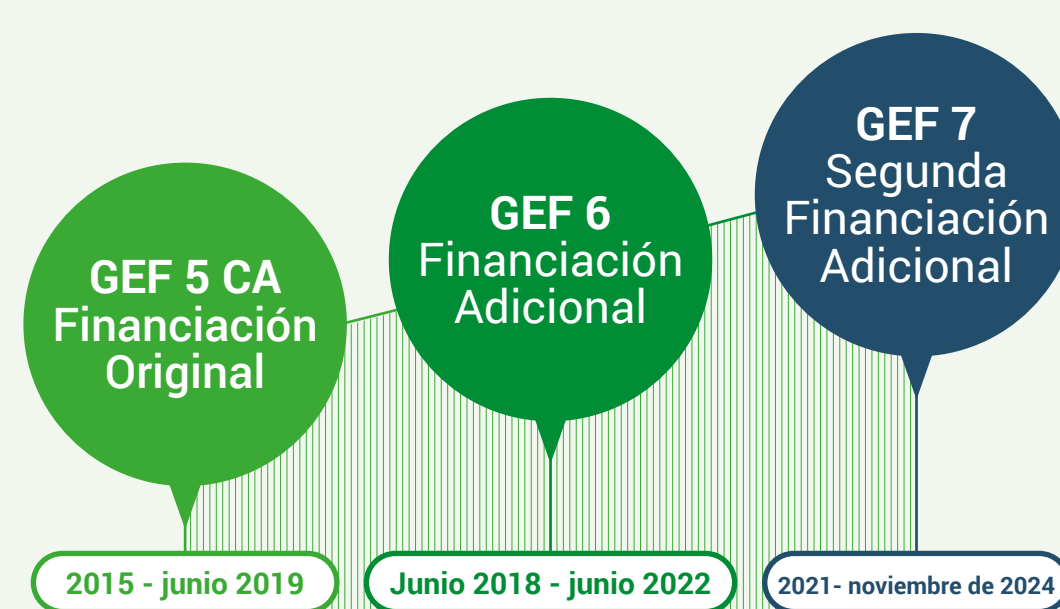 GEF 5 CA
Financiación
Original
GEF 6
Financiación
Adicional
GEF 7
Segunda
Financiación
Adicional
2015 - junio 2019
Junio 2018 - junio 2022
2021- noviembre de 2024